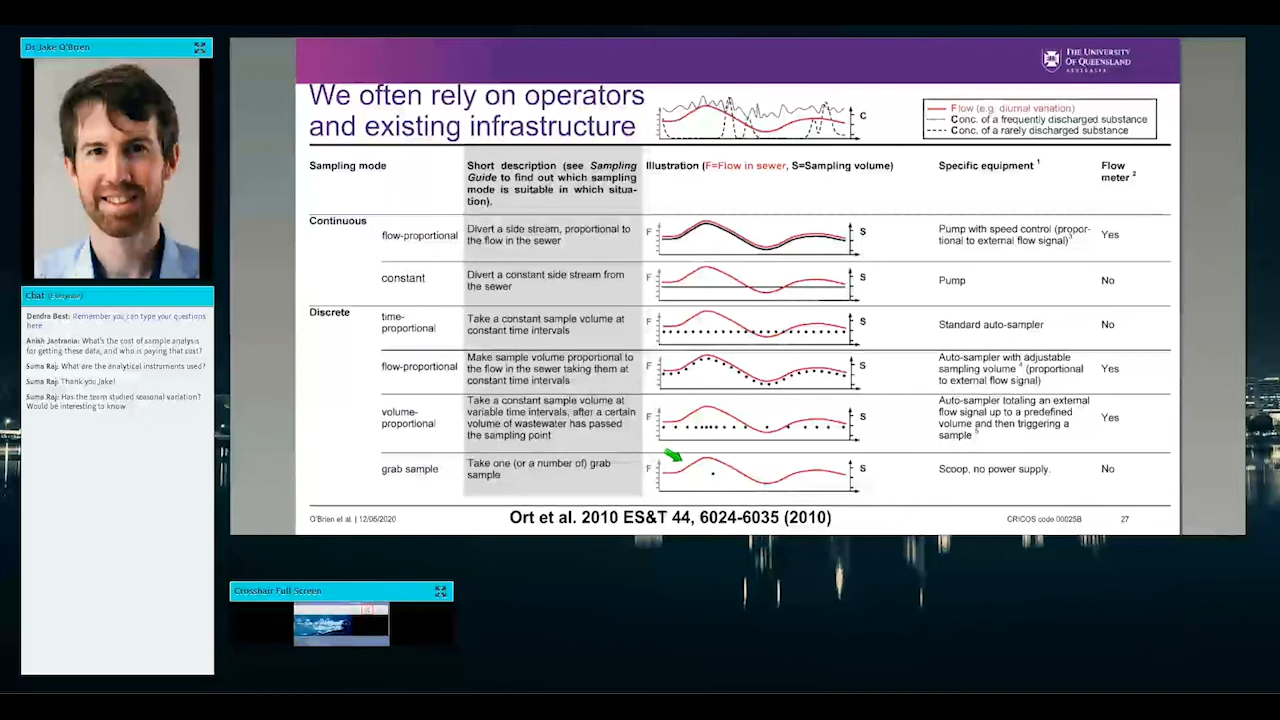 Dr Jake O'Brien
Chat (Everyone)
Dendra Best: Remember you can type your questions
here
Anish Jantrania: What's the cost of sample analysis
for getting these data, and who is paying that cost?
Suma Raj: What are the analytical instruments used?
Suma Raj: Thank you Jake!
Suma Raj: Has the team studied seasonal variation?
Would be interesting to know
THE UNIVERSITY
OF QUEENSLAND
AUSTRALIA
We often rely on operators
and existing infrastructure
C
Flow (e.g. diurnal variation)
Conc. of a frequently discharged substance
Conc. of a rarely discharged substance
Sampling mode
Short description (see Sampling
Guide to find out which sampling
mode is suitable in which situa-
tion).
Illustration (F=Flow in sewer, S=Sampling volume)
Specific equipment 1
Flow
meter 2
Continuous
flow-proportional
Divert a side stream, proportional to
the flow in the sewer
F
S
Pump with speed control (propor-
tional to external flow signal)3
Yes
constant
Divert a constant side stream from
the sewer
F
S
Pump
No
Discrete
time-
proportional
Take a constant sample volume at
constant time intervals
F
S
Standard auto-sampler
No
flow-proportional
Make sample volume proportional to
the flow in the sewer taking them at
constant time intervals
F
S
Auto-sampler with adjustable
sampling volume 4 (proportional
to external flow signal)
Yes
volume-
proportional
Take a constant sample volume at
variable time intervals, after a certain
volume of wastewater has passed
the sampling point
F
S
Auto-sampler totaling an external
flow signal up to a predefined
volume and then triggering a
sample 5
Yes
grab sample
Take one (or a number of) grab
sample
F
S
Scoop, no power supply.
No
O'Brien et al. | 12/05/2020
Ort et al. 2010 ES&T 44, 6024-6035 (2010)
CRICOS code 00025B
27
Crosshair Full Screen